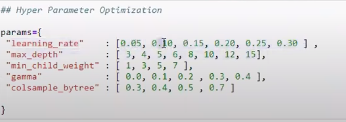 ## Hyper Parameter Optimization
params={
"learning_rate" : [0.05, 0.10, 0.15, 0.20, 0.25, 0.30 ] ,
"max_depth" : [ 3, 4, 5, 6, 8, 10, 12, 15],
"min_child_weight" : [ 1, 3, 5, 7 ],
"gamma" : [ 0.0, 0.1, 0.2 , 0.3, 0.4 ],
"colsample_bytree" : [ 0.3, 0.4, 0.5 , 0.7 ]
}